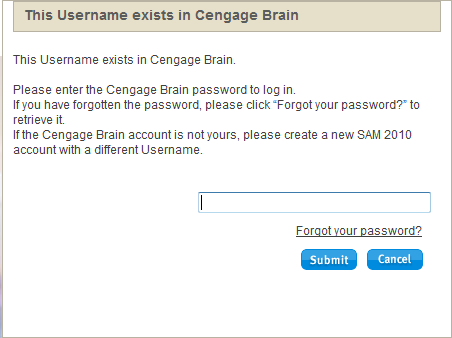 This Username exists in Cengage Brain
This Username exists in Cengage Brain.
Please enter the Cengage Brain password to log in.
If you have forgotten the password, please click “Forgot your password?” to
retrieve it.
If the Cengage Brain account is not yours, please create a new SAM 2010
account with a different Username.
Forgot your password?
Submit Cancel